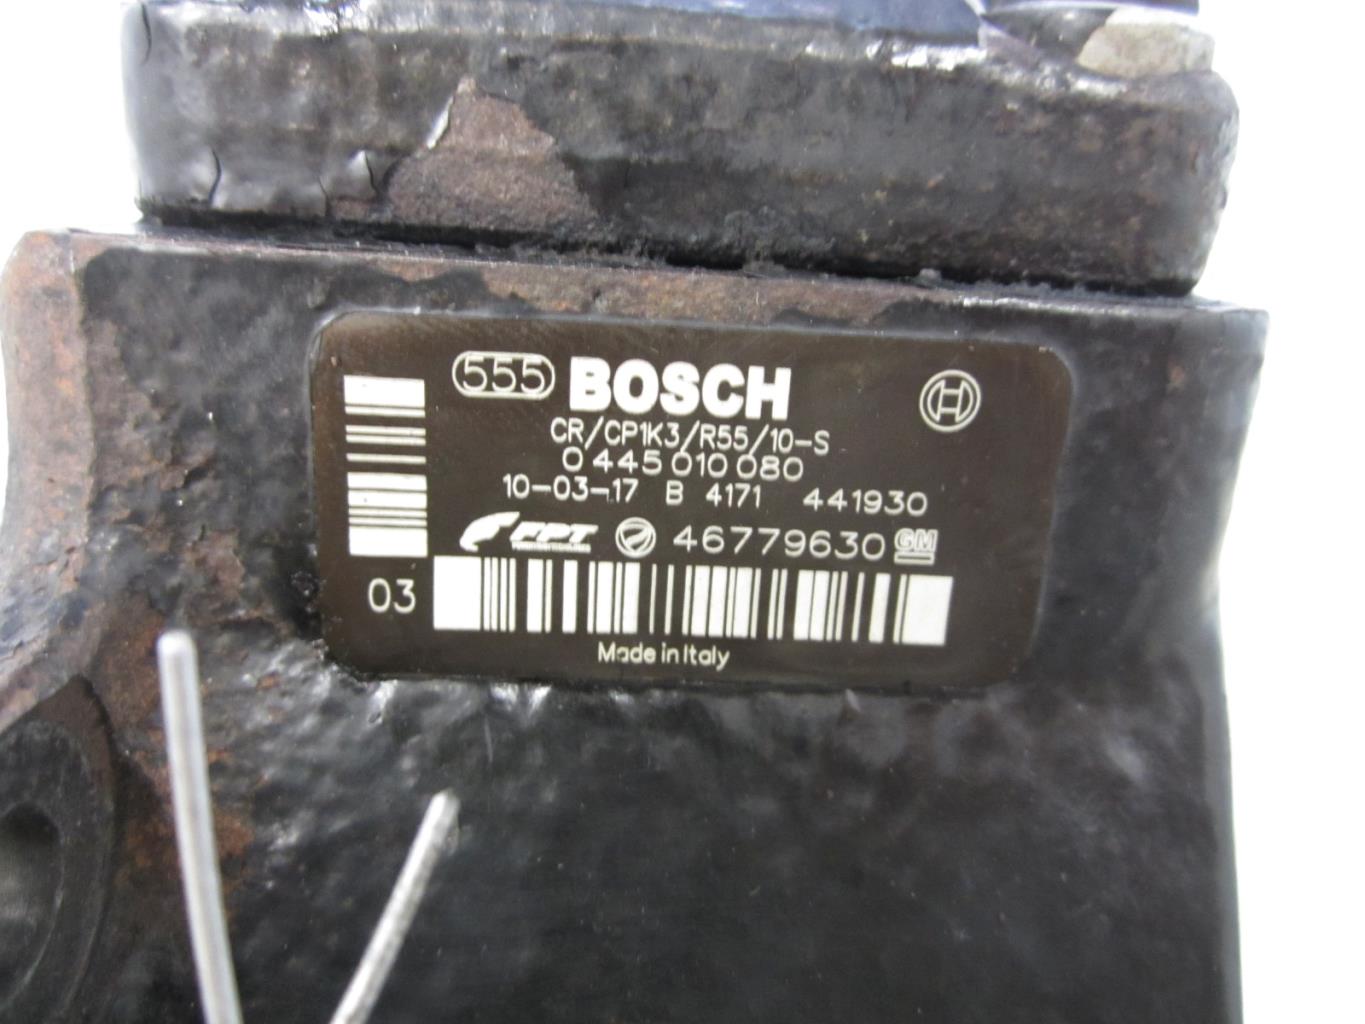 555 BOSCH
CR/CP1K3/R55/10-S
0 445 010 080
10-03-17 B 4171 441930
FPT 46779630 GM
03
Made in Italy